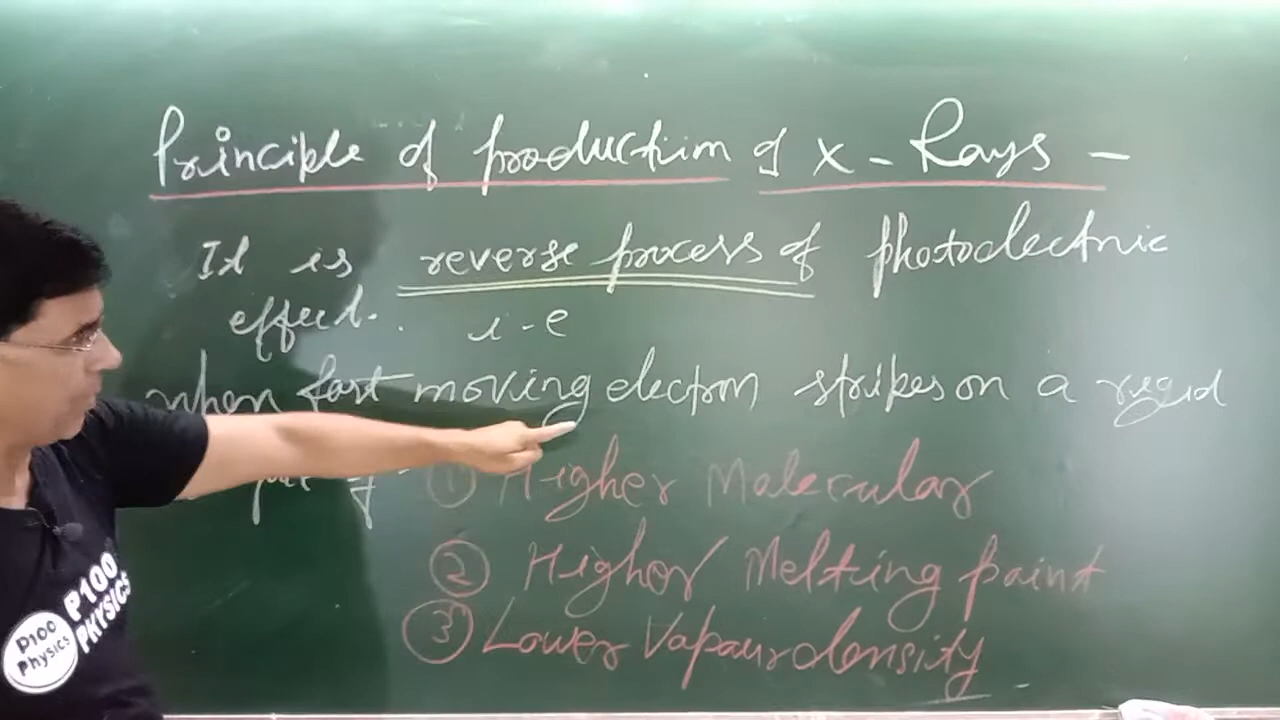 Principle of production of X-Rays -
It is reverse process of photoelectric
effect. i-e
when fast moving electron strikes on a rigid
① Higher Molecular
② Higher Melting point
③ Lower Vapour density
P100
PHYSICS
P100
Physics